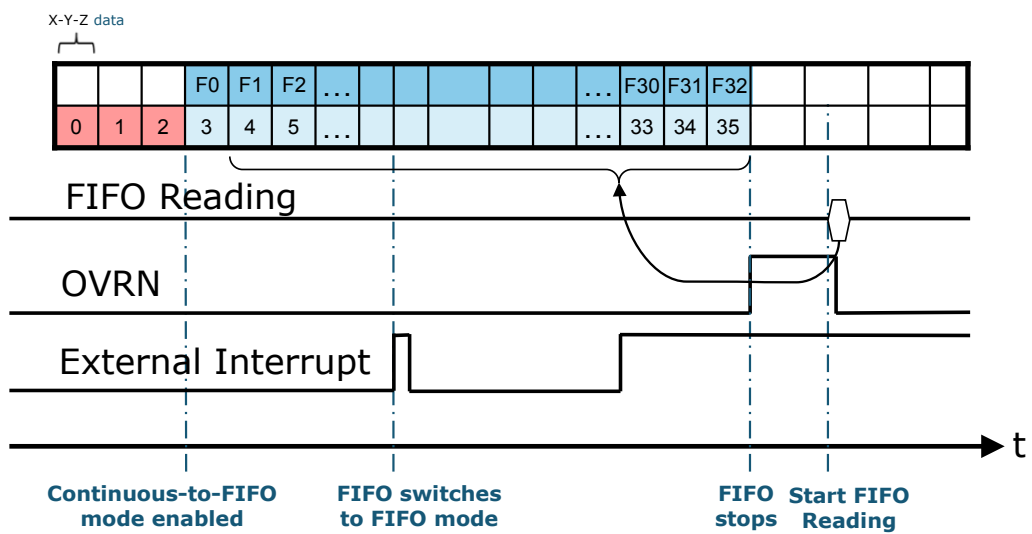 X-Y-Z data
F0 F1 F2 ... ... F30 F31 F32
0 1 2 3 4 5 ... ... 33 34 35
FIFO Reading
OVRN
External Interrupt
t
Continuous-to-FIFO
mode enabled
FIFO switches
to FIFO mode
FIFO
stops
Start FIFO
Reading